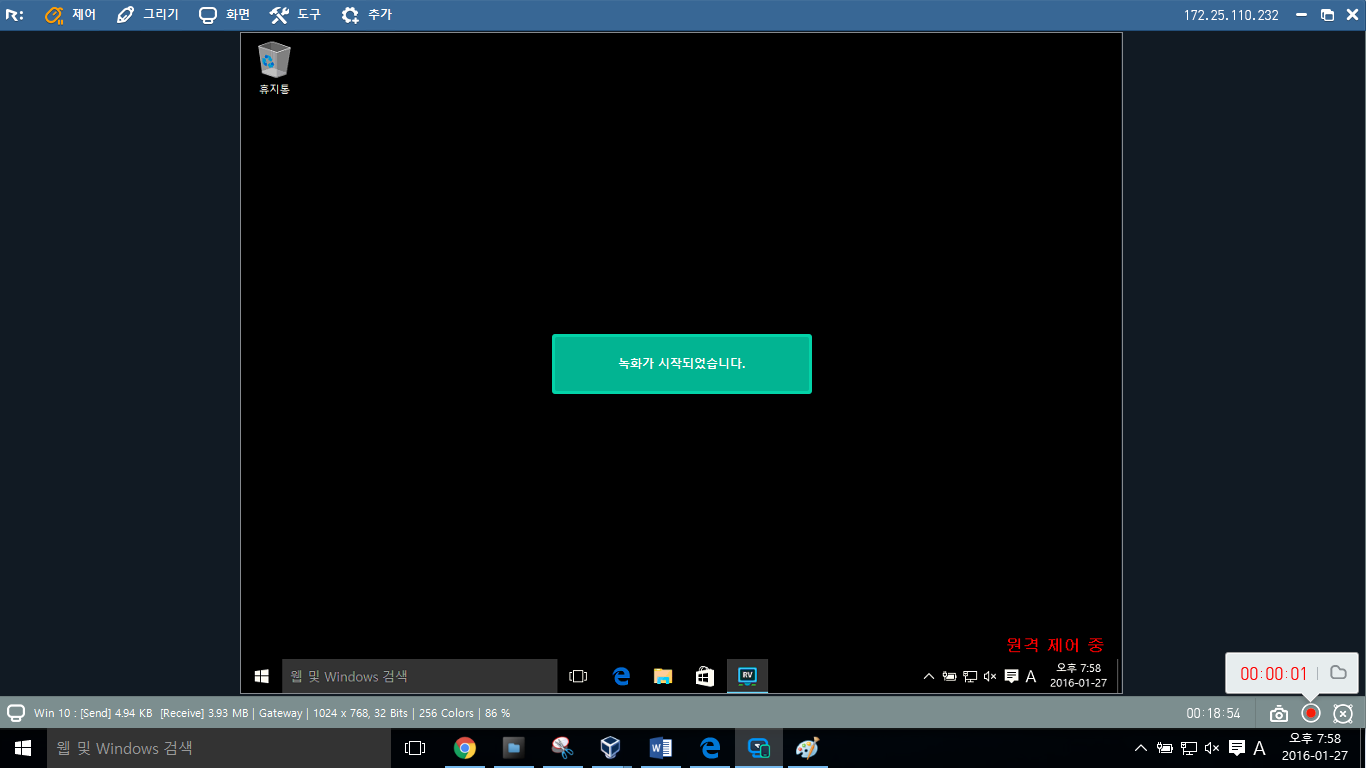 R:
제어
그리기
화면
도구
추가
172.25.110.232
휴지통
녹화가 시작되었습니다.
원격 제어 중
웹 및 Windows 검색
RV
A
오후 7:58
2016-01-27
00:00:01
Win 10 : [Send] 4.94 KB [Receive] 3.93 MB | Gateway | 1024 x 768, 32 Bits | 256 Colors | 86 %
00:18:54
웹 및 Windows 검색
A
오후 7:58
2016-01-27